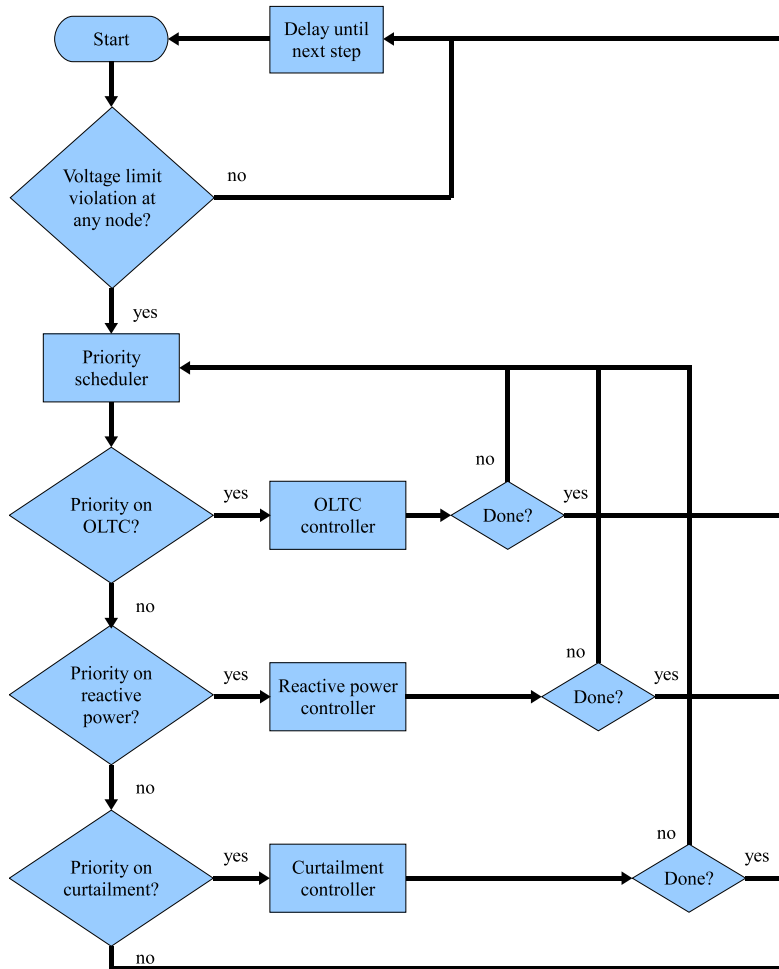 Start
Delay until
next step
Voltage limit
violation at
any node?
no
yes
Priority
scheduler
Priority on
OLTC?
yes
OLTC
controller
Done?
no
yes
no
Priority on
reactive
power?
yes
Reactive power
controller
Done?
no
yes
no
Priority on
curtailment?
yes
Curtailment
controller
Done?
no
yes
no